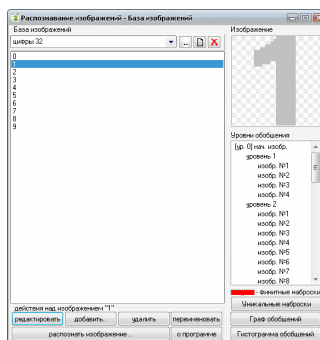 Распознавание изображений - База изображений
База изображений
цифры 32
...
0
1
2
3
4
5
6
7
8
9
действия над изображением "1"
редактировать добавить.. удалить переименовать
распознать изображение .. о программе
Изображение
1
Уровни обобщения
[ур. 0] нач. изобр.
уровень 1
изобр. №1
изобр. №2
изобр. №3
изобр. №4
уровень 2
изобр. №1
изобр. №2
изобр. №3
изобр. №4
изобр. №5
изобр. №6
изобр. №7
изобр. №8
- финитные наброски
Уникальные наброски
Граф обобщений
Гистограмма обобщений